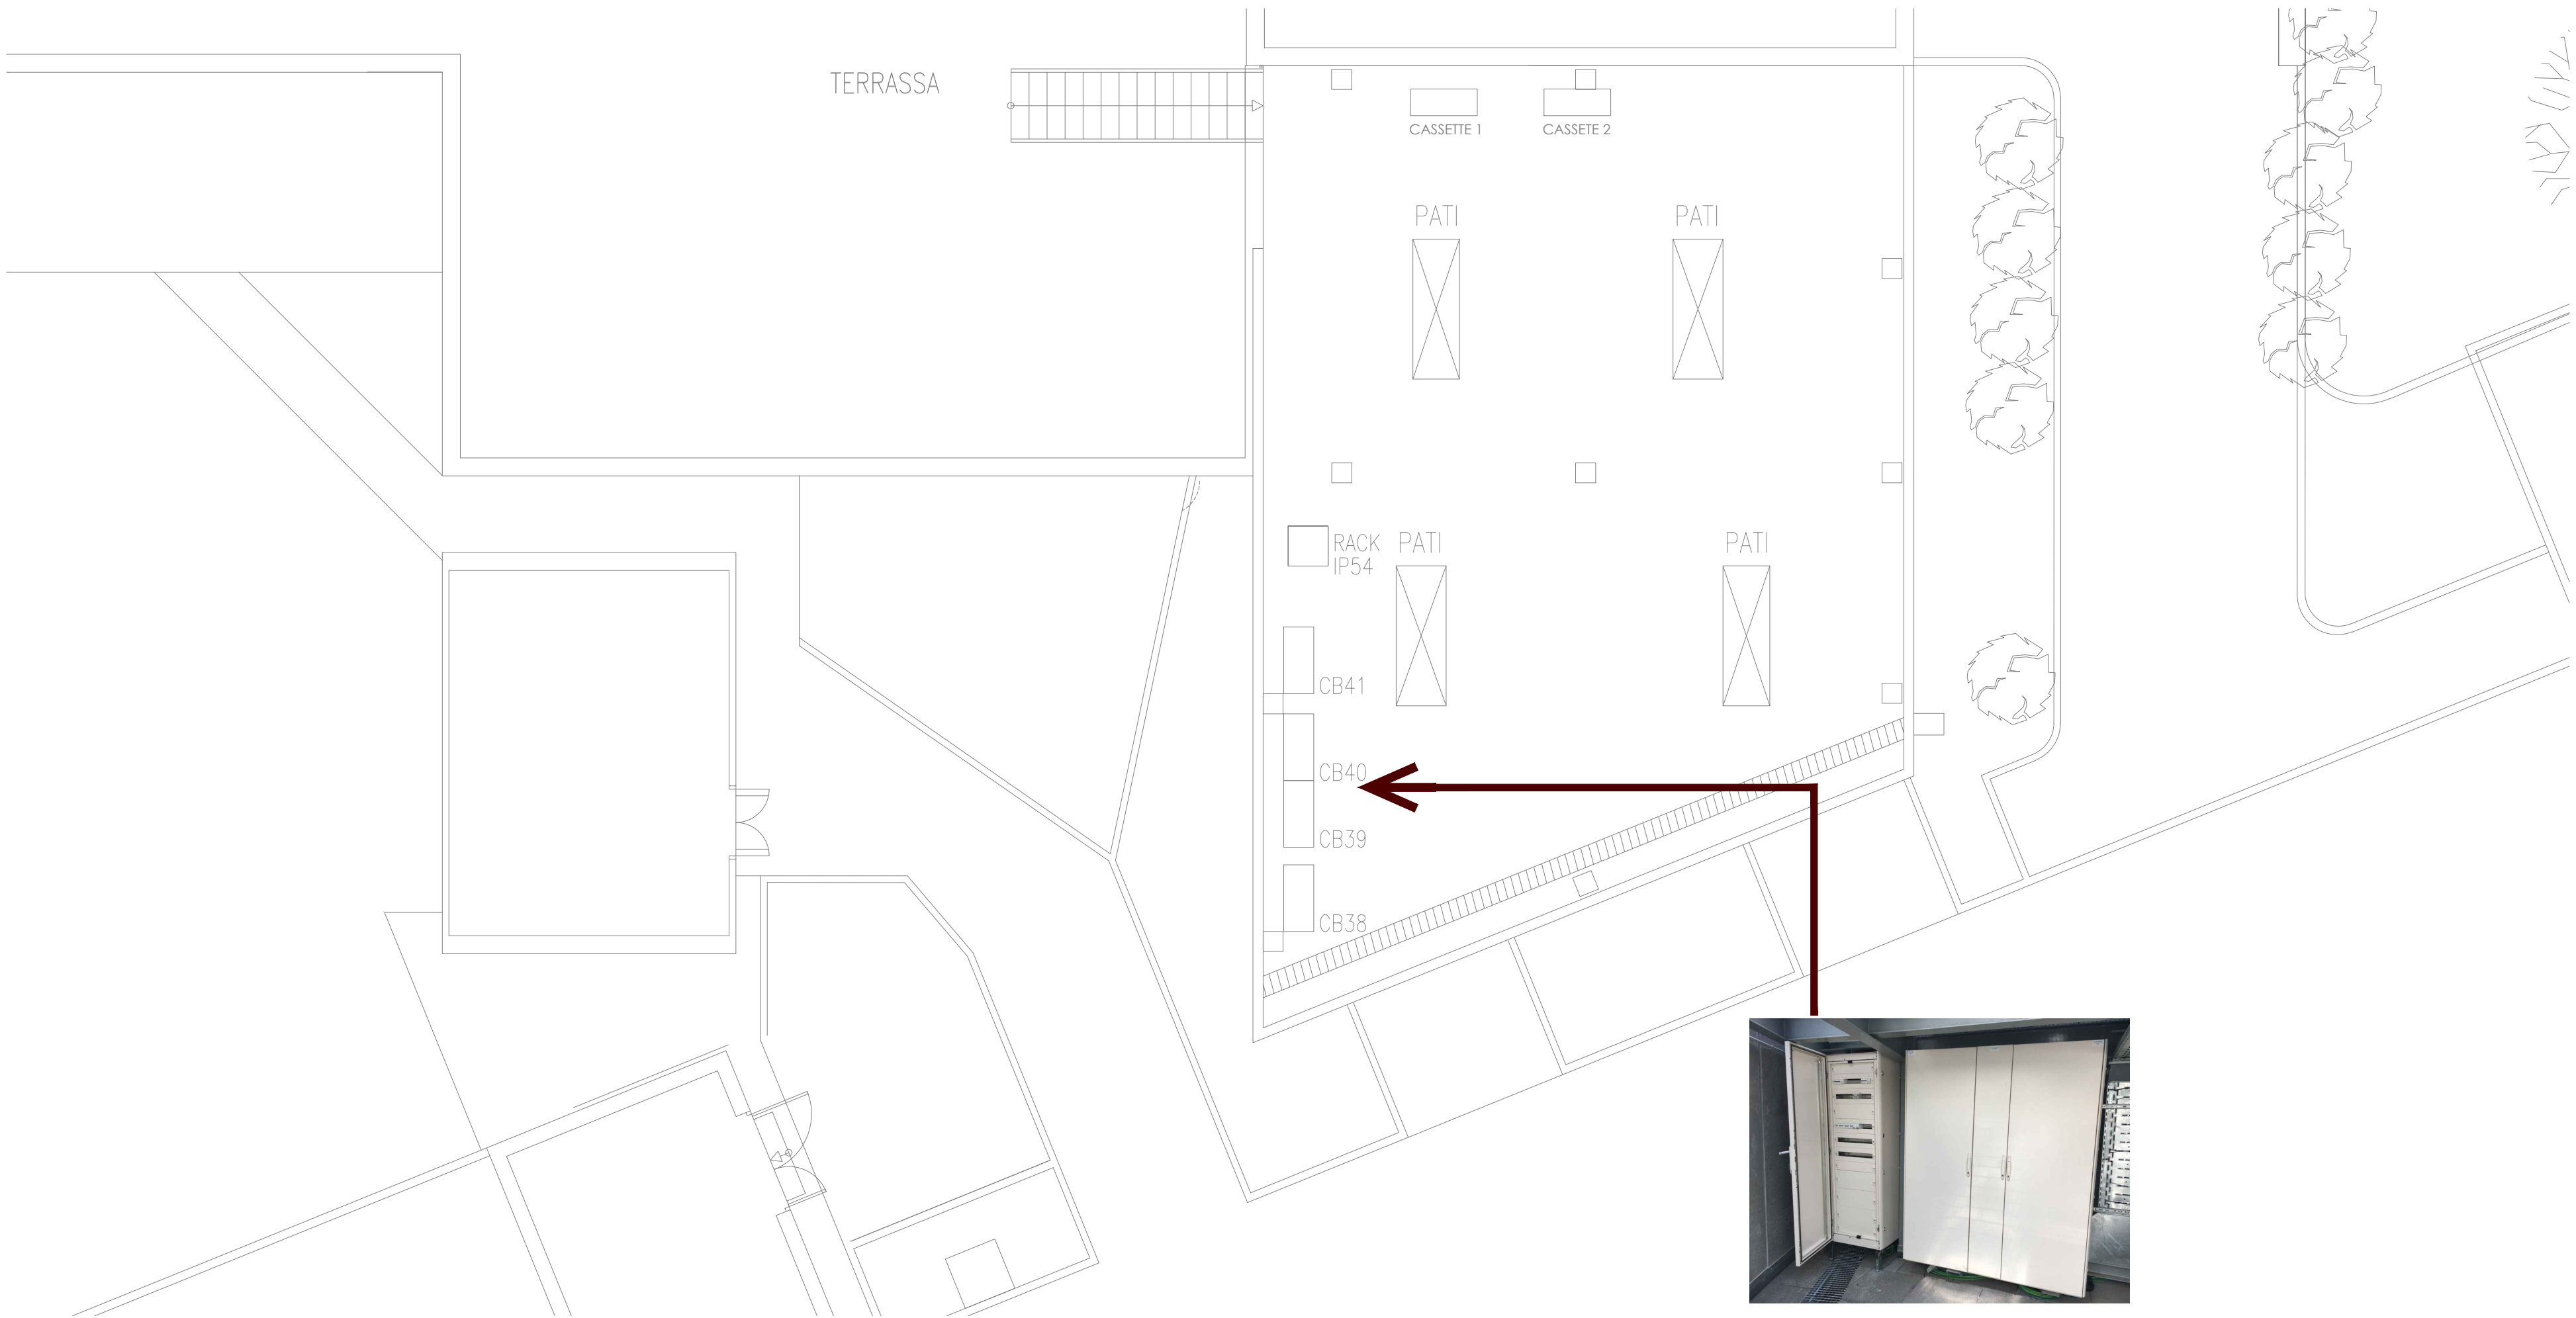 TERRASSA
CASSETTE 1
CASSETE 2
PATI
PATI
RACK
IP54
PATI
PATI
CB41
CB40
CB39
CB38